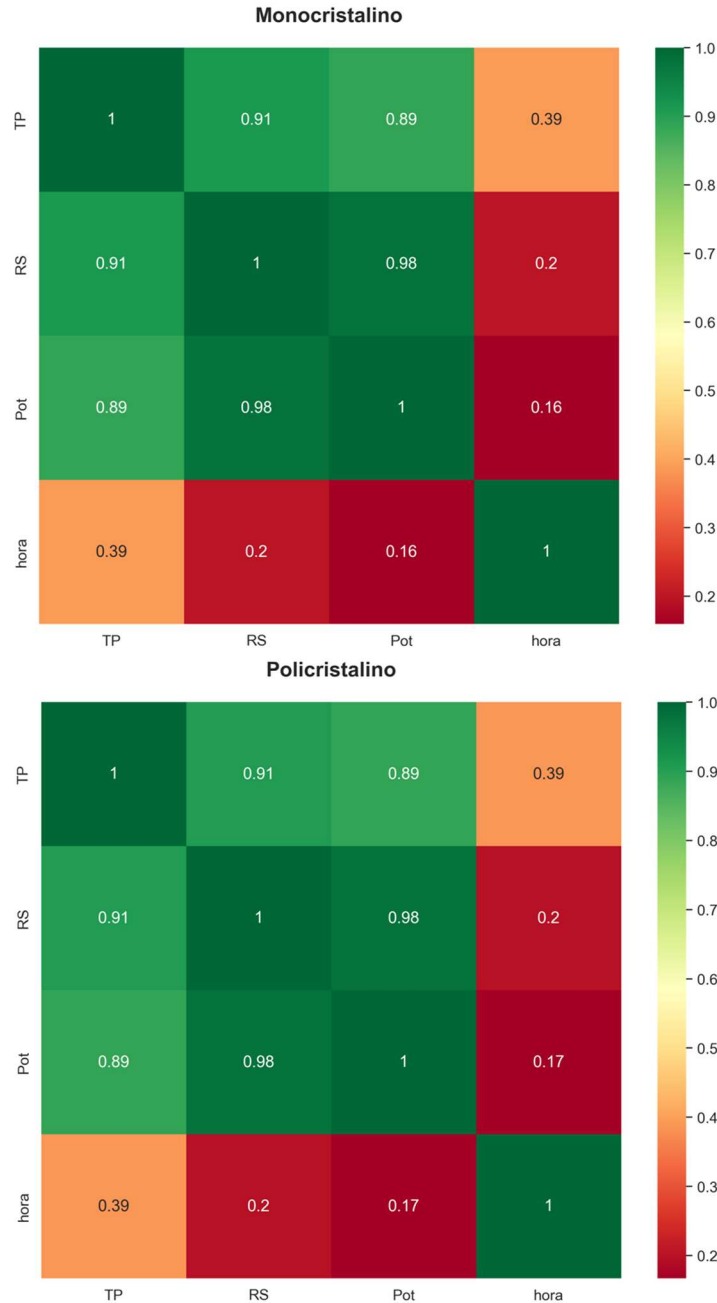 Monocristalino
TP 1 0.91 0.89 0.39
RS 0.91 1 0.98 0.2
Pot 0.89 0.98 1 0.16
hora 0.39 0.2 0.16 1
TP RS Pot hora
1.0
0.9
0.8
0.7
0.6
0.5
0.4
0.3
0.2
Policristalino
TP 1 0.91 0.89 0.39
RS 0.91 1 0.98 0.2
Pot 0.89 0.98 1 0.17
hora 0.39 0.2 0.17 1
TP RS Pot hora
1.0
0.9
0.8
0.7
0.6
0.5
0.4
0.3
0.2